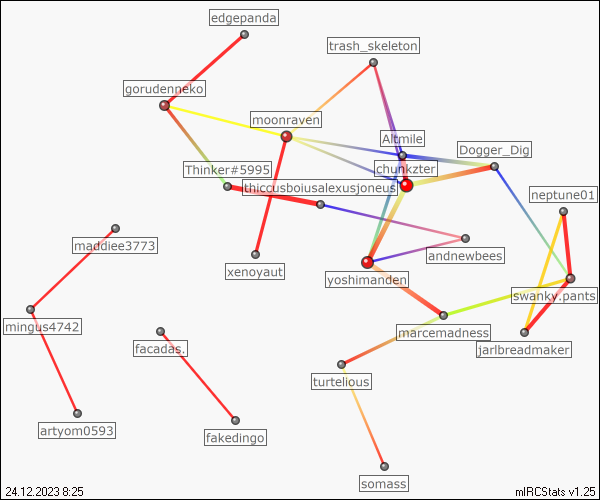 edgepanda
trash_skeleton
gorudenneko
moonraven
Altmile
Dogger_Dig
Thinker#5995
chunkzter
thiccusboiusalexusjoneus
neptune01
maddiee3773
andnewbees
xenoyaut
yoshimanden
swanky.pants
mingus4742
marcemadness
facadas.
jarlbreadmaker
turtelious
artyom0593
fakedingo
somass
24.12.2023 8:25
mIRCStats v1.25